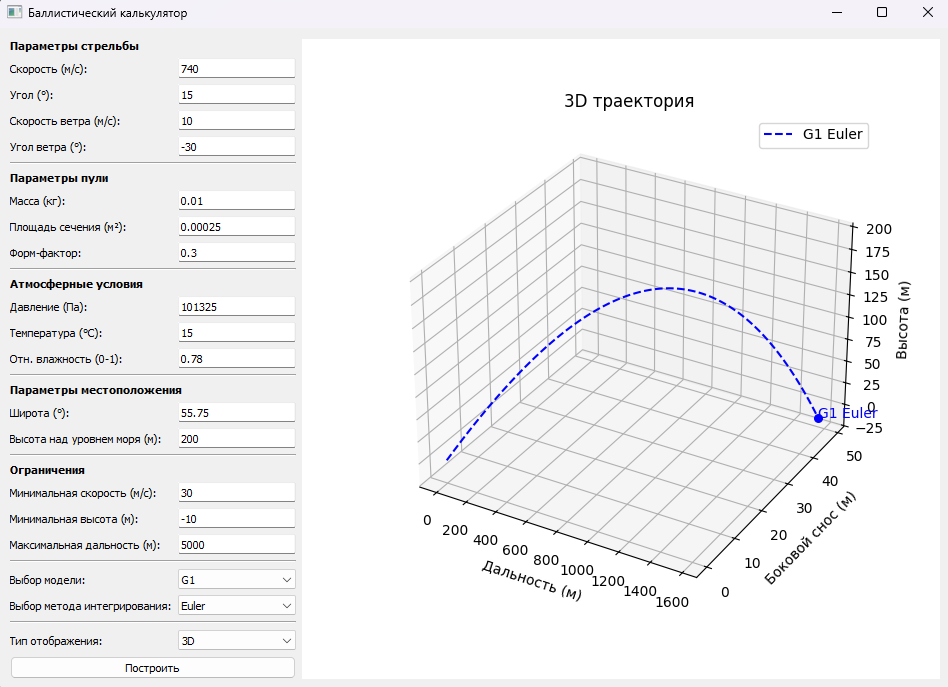 Баллистический калькулятор
Параметры стрельбы
Скорость (м/с): 740
Угол (°): 15
Скорость ветра (м/с): 10
Угол ветра (°): -30
Параметры пули
Масса (кг): 0.01
Площадь сечения (м²): 0.00025
Форм-фактор: 0.3
Атмосферные условия
Давление (Па): 101325
Температура (°C): 15
Отн. влажность (0-1): 0.78
Параметры местоположения
Широта (°): 55.75
Высота над уровнем моря (м): 200
Ограничения
Минимальная скорость (м/с): 30
Минимальная высота (м): -10
Максимальная дальность (м): 5000
Выбор модели: G1
Выбор метода интегрирования: Euler
Тип отображения: 3D
Построить
3D траектория
G1 Euler
200
175
150
125
100
75
50
25
0
−25
Высота (м)
G1 Euler
50
40
30
20
10
0
Боковой снос (м)
0
200
400
600
800
1000
1200
1400
1600
Дальность (м)